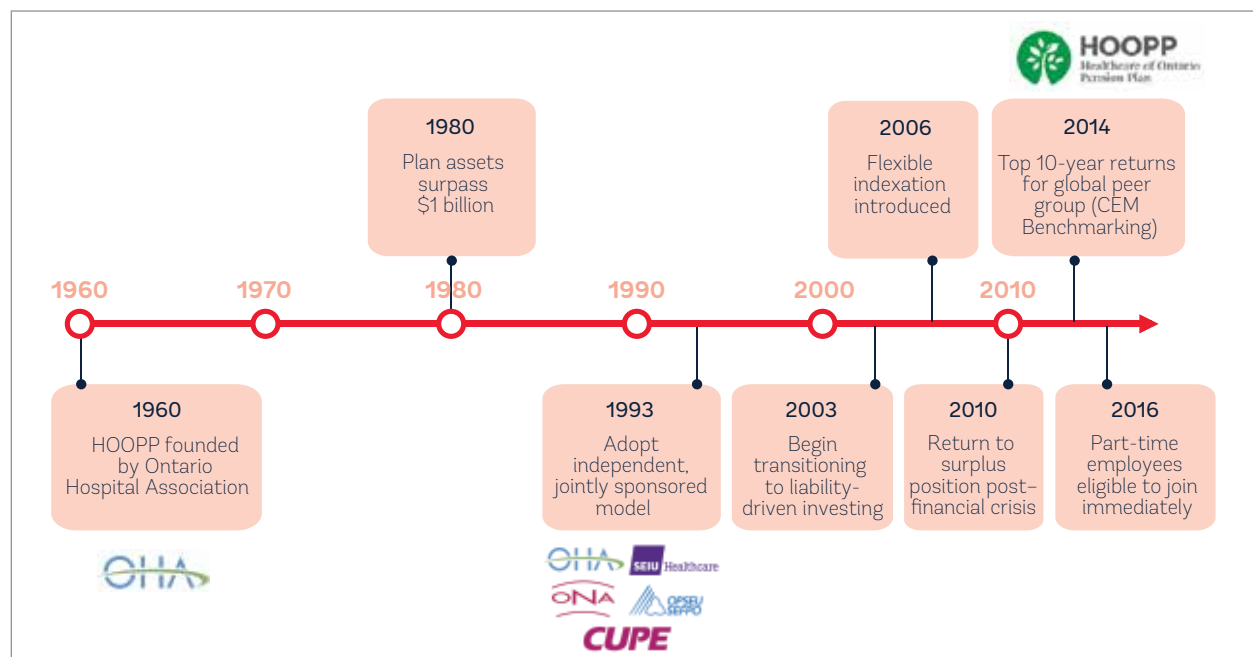 HOOPP
Healthcare of Ontario
Pension Plan
1980
Plan assets
surpass
$1 billion
2006
Flexible
indexation
introduced
2014
Top 10-year returns
for global peer
group (CEM
Benchmarking)
1960
1970
1980
1990
2000
2010
1960
HOOPP founded
by Ontario
Hospital Association
1993
Adopt
independent,
jointly sponsored
model
2003
Begin
transitioning
to liability-
driven investing
2010
Return to
surplus
position post–
financial crisis
2016
Part-time
employees
eligible to join
immediately
OHA
OHA
SEIU Healthcare
ONA
OPSEU
SEFPO
CUPE